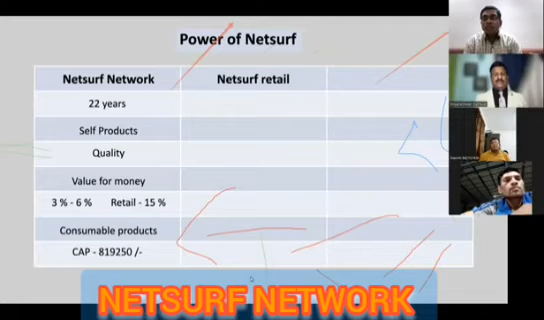 Power of Netsurf
Netsurf Network Netsurf retail
22 years
Self Products
Quality
Value for money
3 % - 6 % Retail - 15 %
Consumable products
CAP - 819250 /-
NETSURF NETWORK